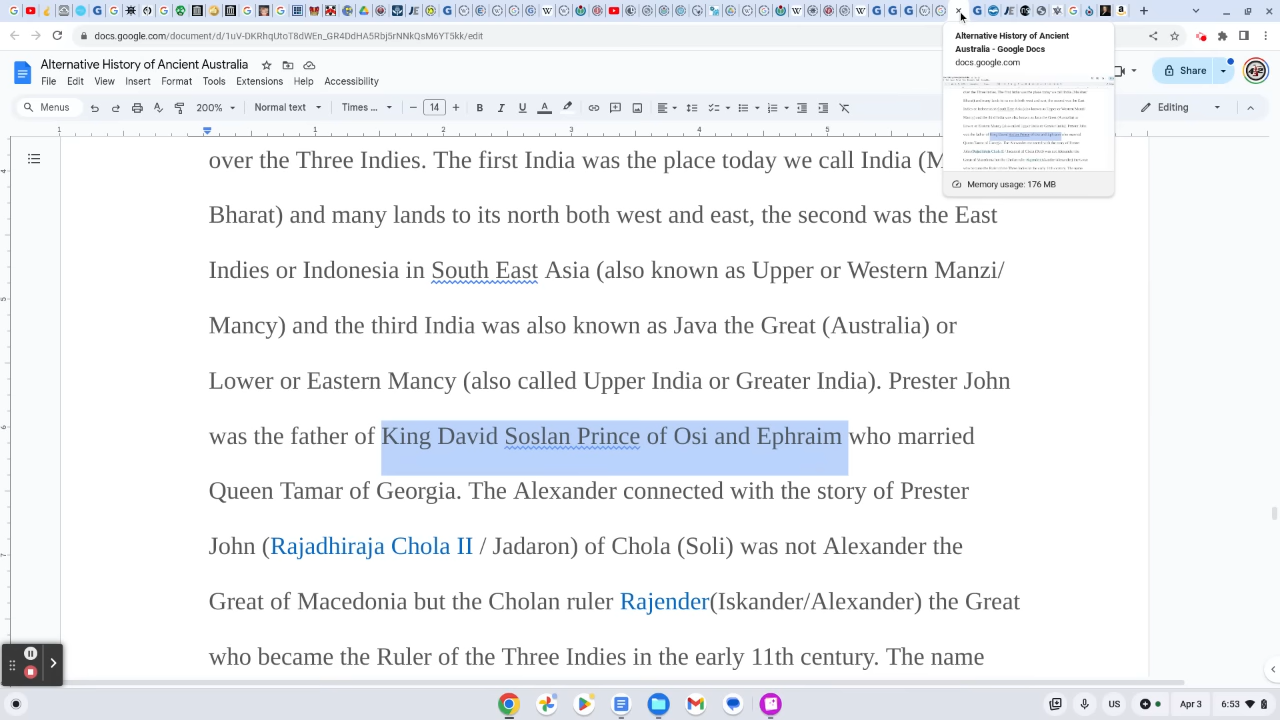 docs.google.com/document/d/1uVsPHtoTEb2ZmLcR4DdHA5Rbj5rNNU3sMi6YTHRk/edit
Alternative History of Ancient
Australia - Google Docs
docs.google.com
Memory usage: 176 MB
Alternative History of Ancient Australia
File Edit View Insert Format Tools Extensions Help Accessibility
Share
Menus
Editing
over the Three Indies. The first India was the place today we call India
Bharat) and many lands to its north both west and east, the second was the East
Indies or Indonesia in South East Asia (also known as Upper or Western Manzi/
Mancy) and the third India was also known as Java the Great (Australia) or
Lower or Eastern Mancy (also called Upper India or Greater India). Prester John
was the father of King David Soslan Prince of Osi and Ephraim who married
Queen Tamar of Georgia. The Alexander connected with the story of Prester
John (Rajadhiraja Chola II / Jadaron) of Chola (Soli) was not Alexander the
Great of Macedonia but the Cholan ruler Rajender(Iskander/Alexander) the Great
who became the Ruler of the Three Indies in the early 11th century. The name
US
Apr 3
6:53